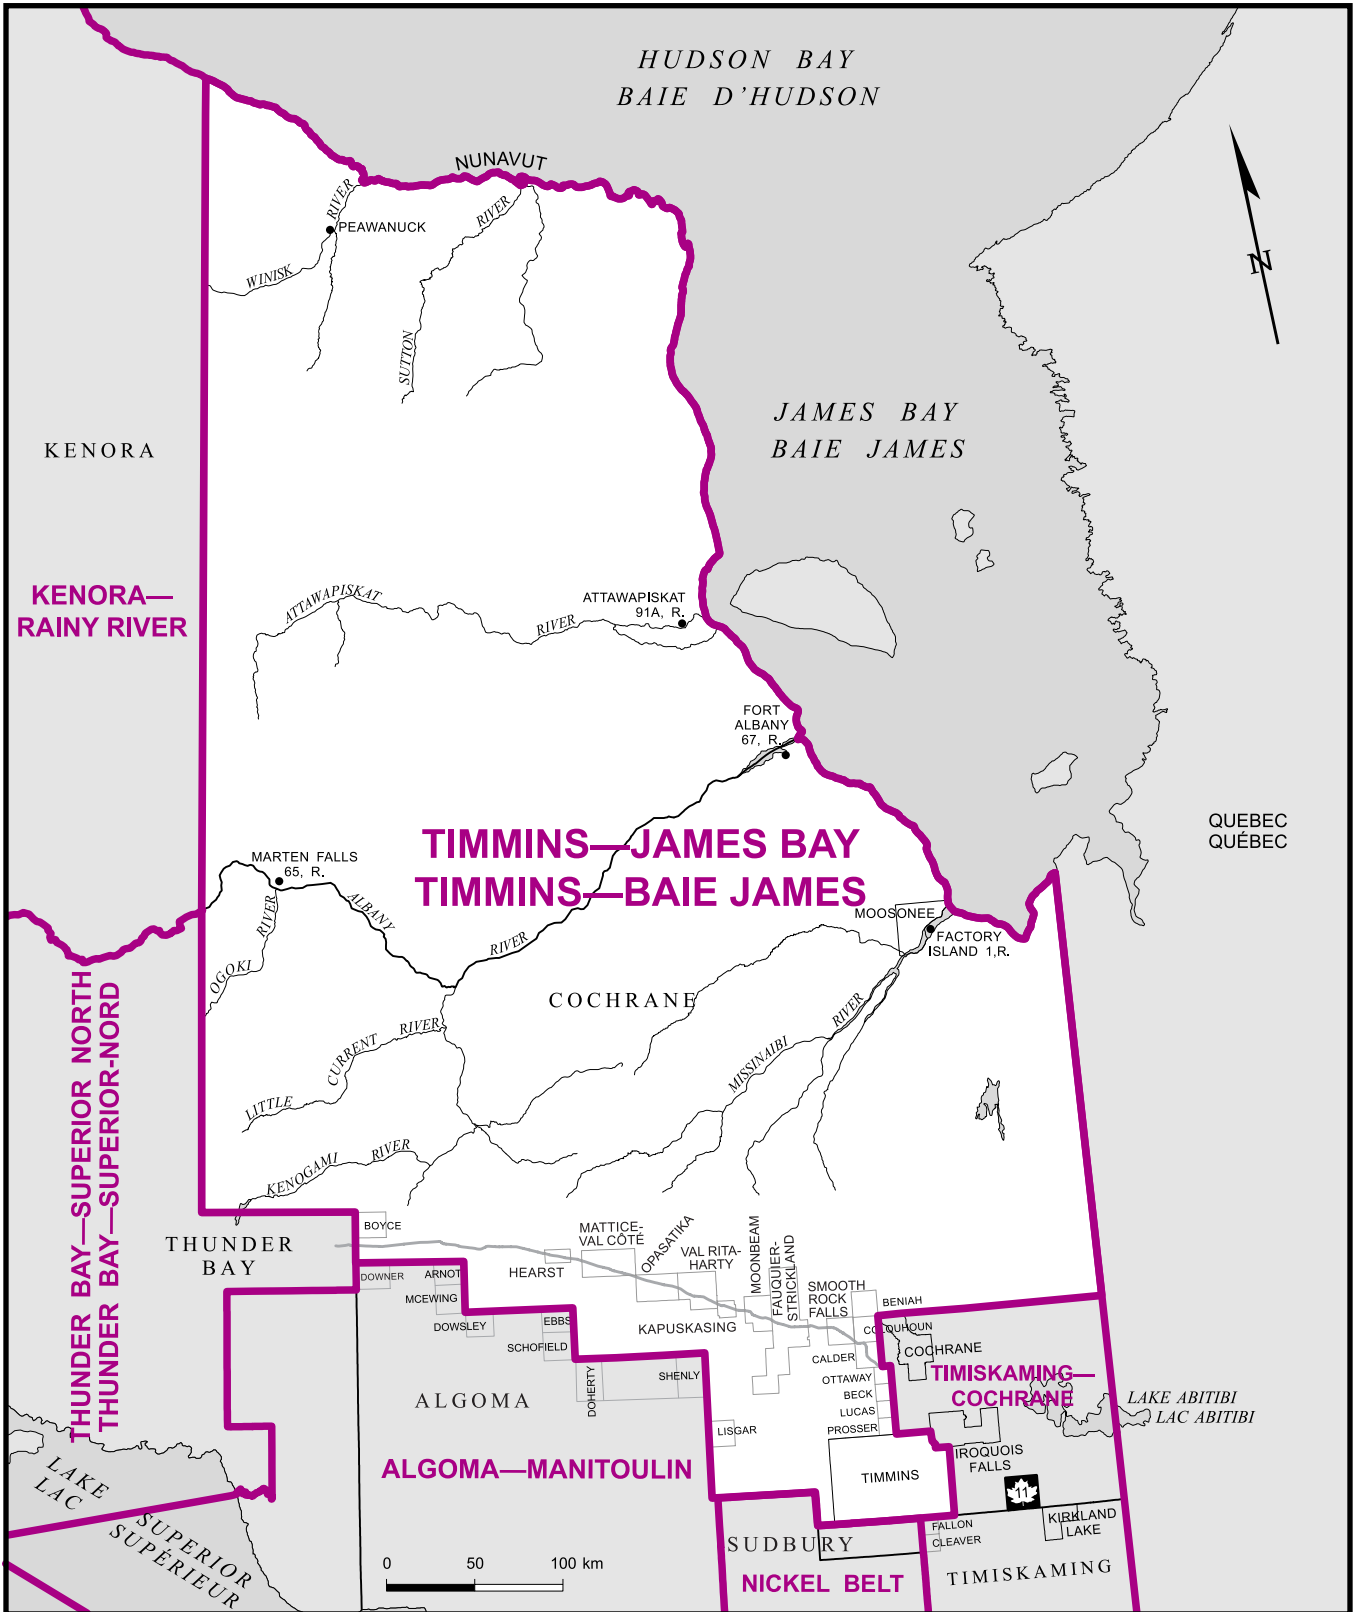 HUDSON BAY
BAIE D'HUDSON
NUNAVUT
RIVER
PEAWANUCK
WINISK
RIVER
SUTTON
N
JAMES BAY
BAIE JAMES
KENORA
KENORA—
RAINY RIVER
ATTAWAPISKAT
RIVER
ATTAWAPISKAT
91A, R.
FORT
ALBANY
67, R.
QUEBEC
QUÉBEC
TIMMINS—JAMES BAY
TIMMINS—BAIE JAMES
MARTEN FALLS
65, R.
ALBANY
RIVER
OGOKI
RIVER
MOOSONEE
FACTORY
ISLAND 1,R.
COCHRANE
MISSINAIBI
RIVER
LITTLE
CURRENT
RIVER
KENOGAMI
RIVER
THUNDER BAY—SUPERIOR NORTH
THUNDER BAY—SUPERIOR-NORD
THUNDER
BAY
BOYCE
DOWNER
ARNOT
MCEWING
DOWSLEY
HEARST
EBBS
SCHOFIELD
MATTICE-
VAL CÔTÉ
OPASATIKA
VAL RITA-
HARTY
MOONBEAM
FAUQUIER-
STRICKLAND
SMOOTH
ROCK
FALLS
BENIAH
COLQUHOUN
COCHRANE
KAPUSKASING
CALDER
OTTAWAY
BECK
LUCAS
PROSSER
DOHERTY
SHENLY
LISGAR
TIMISKAMING—
COCHRANE
LAKE ABITIBI
LAC ABITIBI
ALGOMA
ALGOMA—MANITOULIN
TIMMINS
IROQUOIS
FALLS
11
KIRKLAND
LAKE
FALLON
CLEAVER
LAKE
LAC
SUPERIOR
SUPÉRIEUR
0 50 100 km
SUDBURY
NICKEL BELT
TIMISKAMING